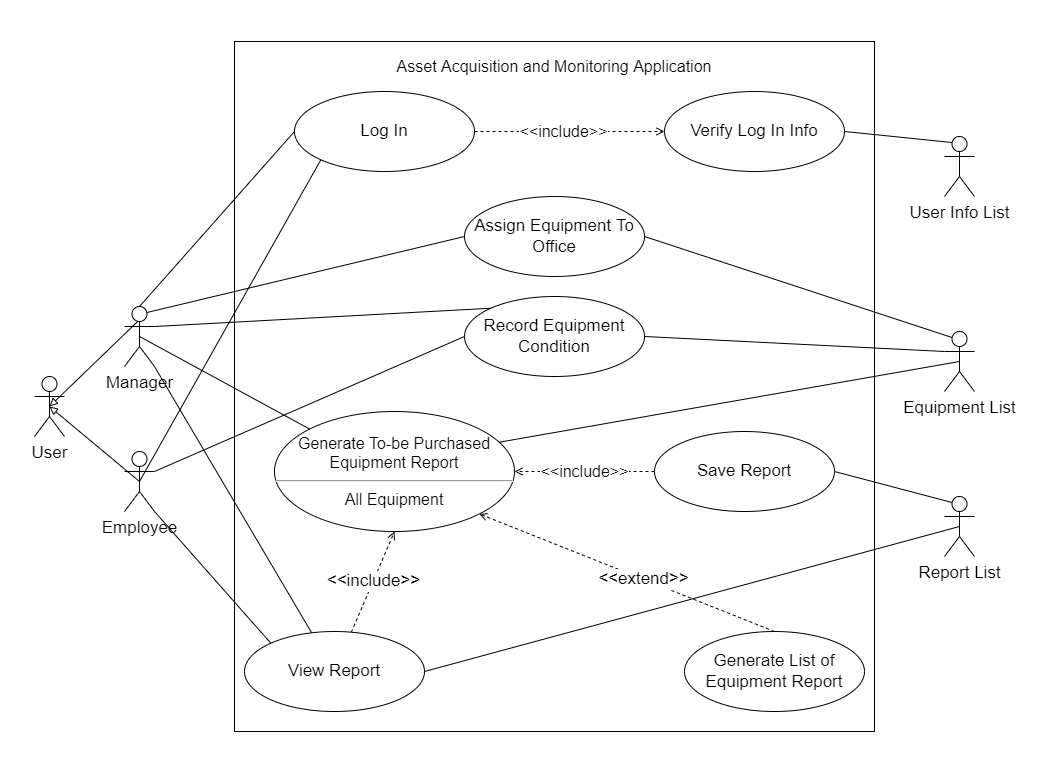 Asset Acquisition and Monitoring Application
Log In
<<include>>
Verify Log In Info
User Info List
Assign Equipment To
Office
Record Equipment
Condition
Manager
User
Equipment List
Generate To-be Purchased
Equipment Report
All Equipment
<<include>>
Save Report
Employee
Report List
<<include>>
<<extend>>
View Report
Generate List of
Equipment Report